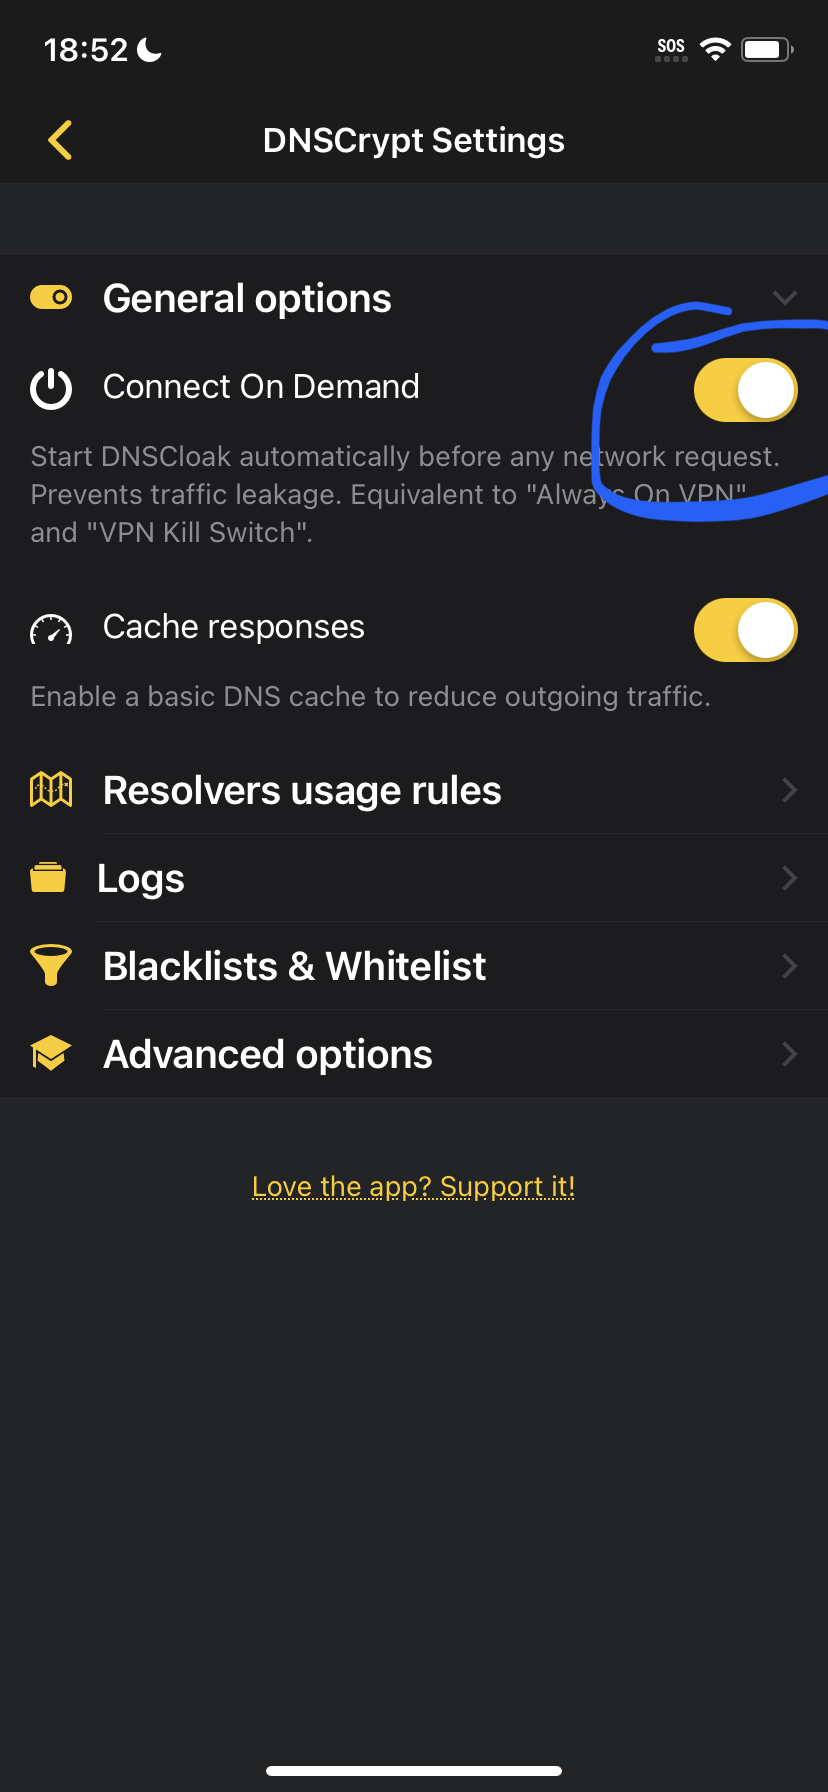 18:52
SOS
DNSCrypt Settings
General options
Connect On Demand
Start DNSCloak automatically before any network request.
Prevents traffic leakage. Equivalent to "Always On VPN"
and "VPN Kill Switch".
Cache responses
Enable a basic DNS cache to reduce outgoing traffic.
Resolvers usage rules
Logs
Blacklists & Whitelist
Advanced options
Love the app? Support it!